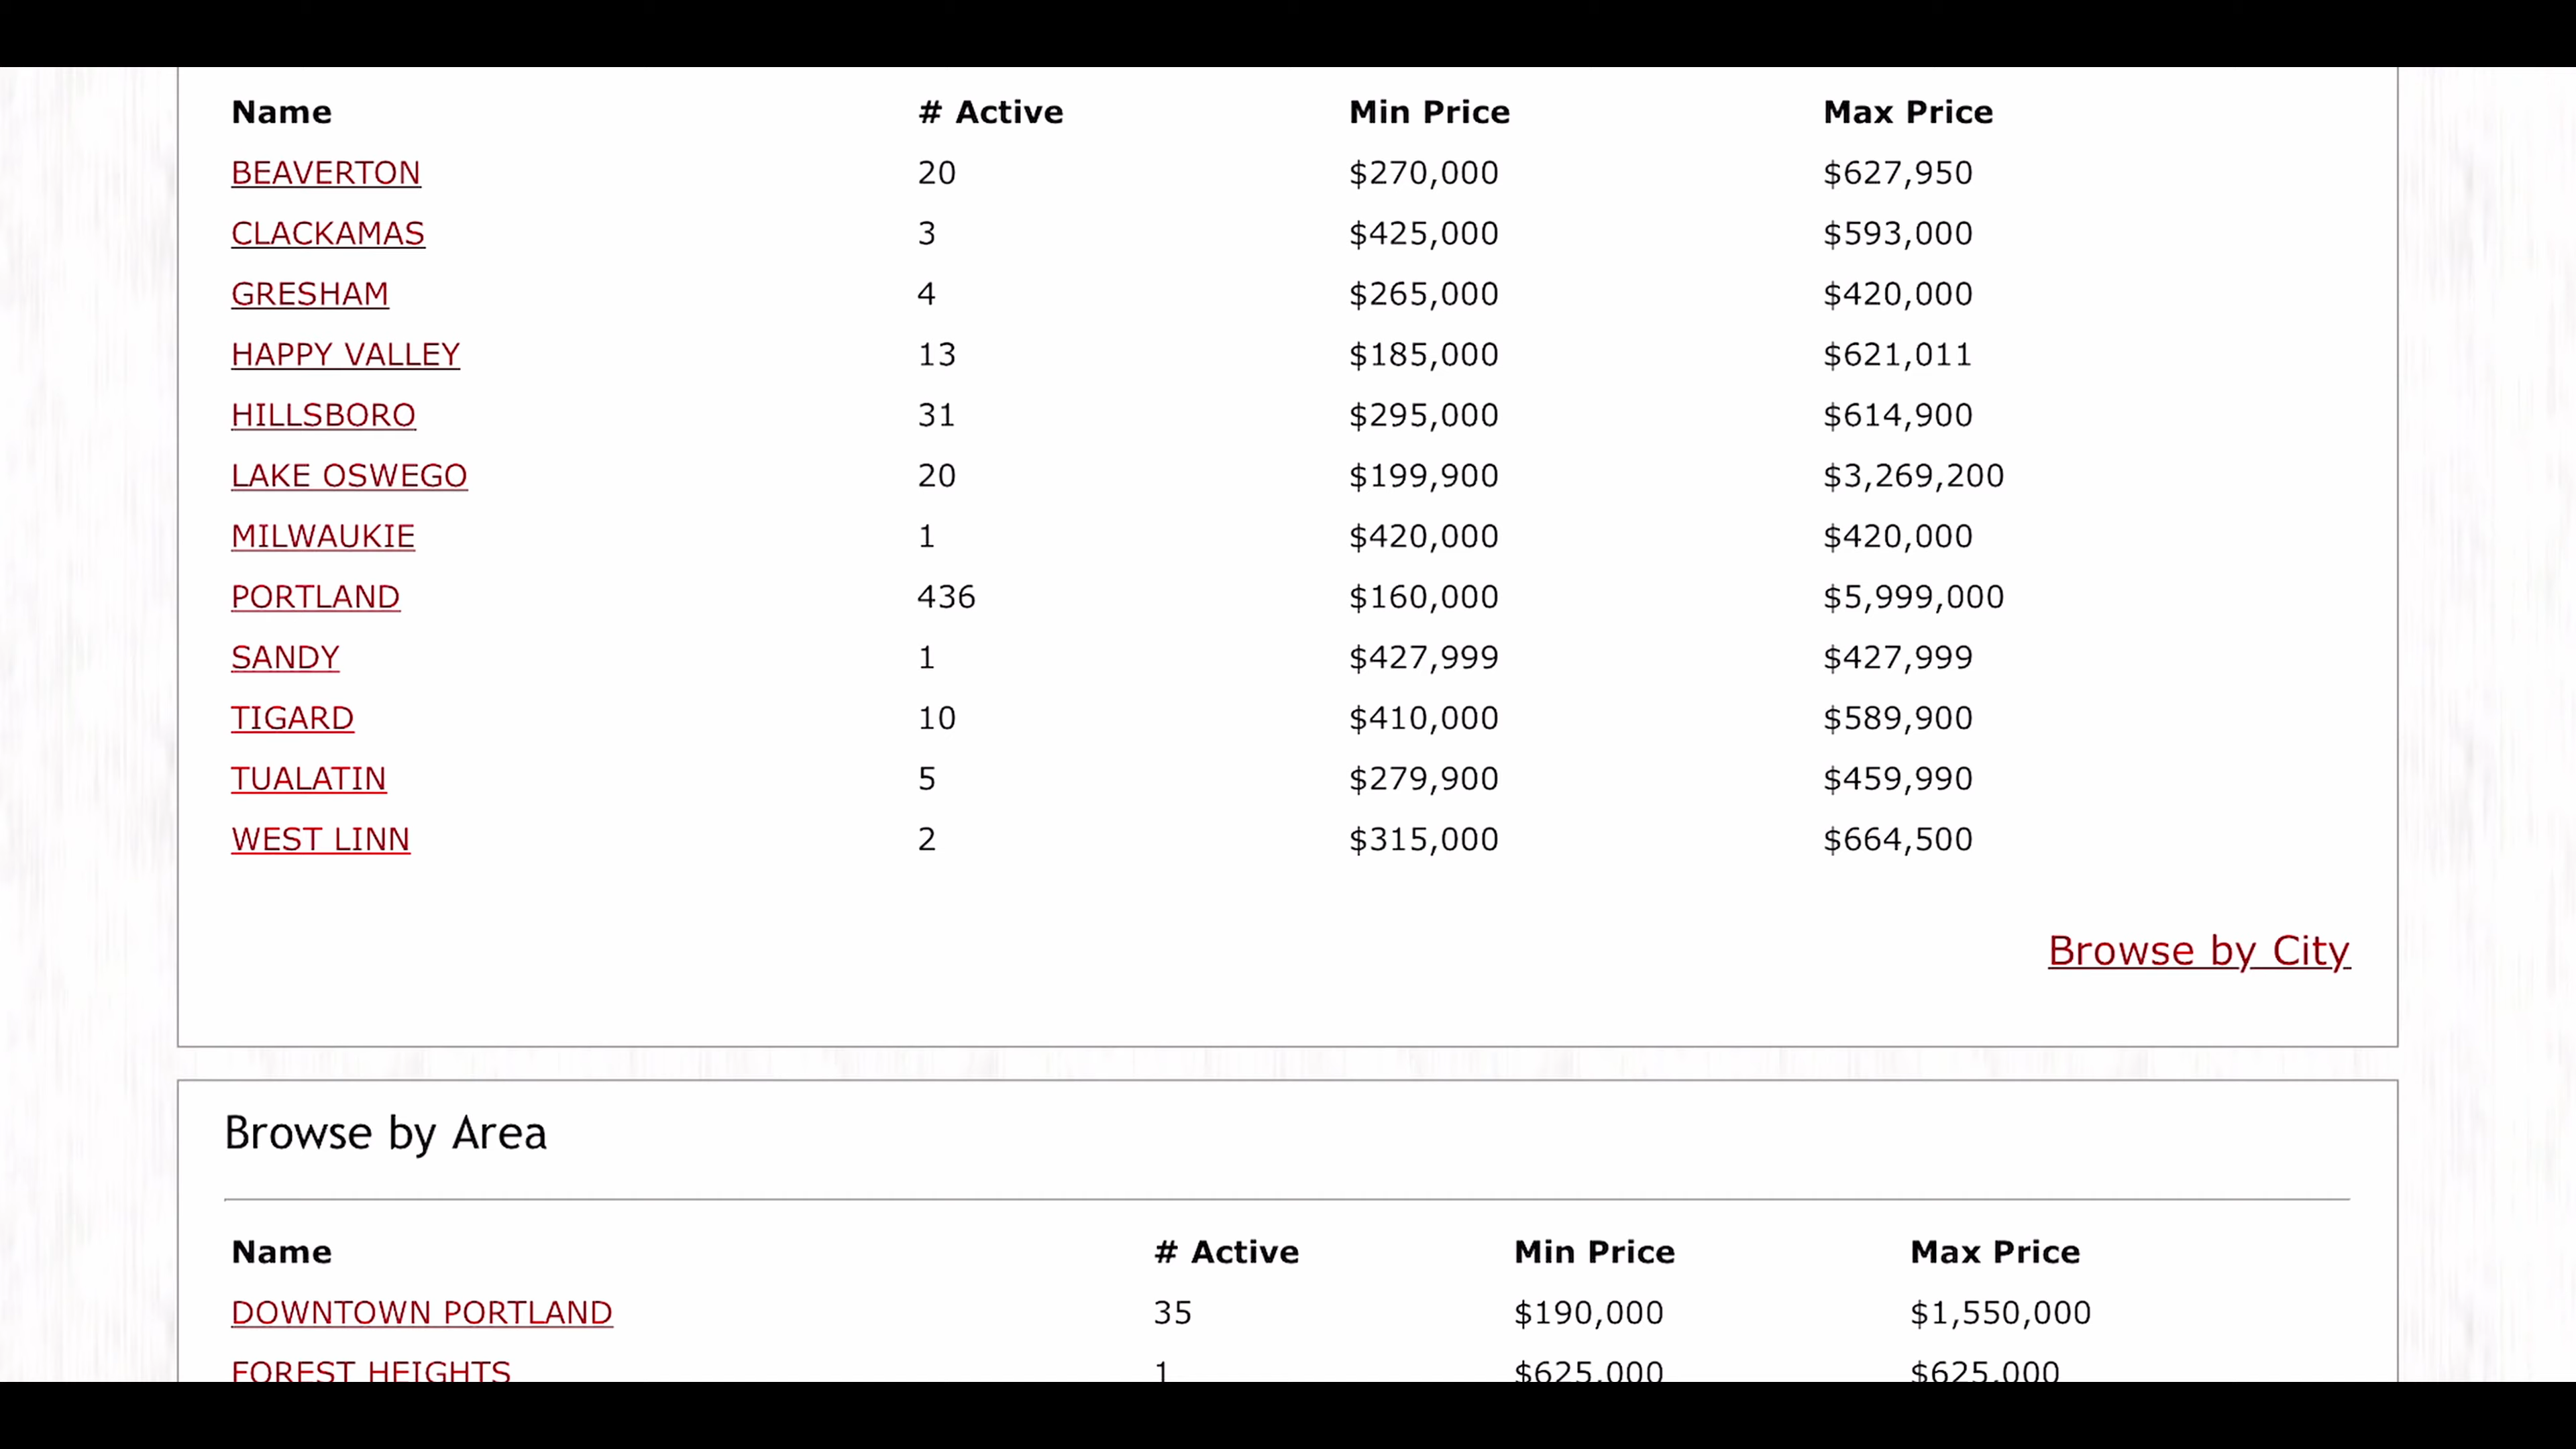 Name # Active Min Price Max Price
BEAVERTON 20 $270,000 $627,950
CLACKAMAS 3 $425,000 $593,000
GRESHAM 4 $265,000 $420,000
HAPPY VALLEY 13 $185,000 $621,011
HILLSBORO 31 $295,000 $614,900
LAKE OSWEGO 20 $199,900 $3,269,200
MILWAUKIE 1 $420,000 $420,000
PORTLAND 436 $160,000 $5,999,000
SANDY 1 $427,999 $427,999
TIGARD 10 $410,000 $589,900
TUALATIN 5 $279,900 $459,990
WEST LINN 2 $315,000 $664,500
Browse by City
Browse by Area
Name # Active Min Price Max Price
DOWNTOWN PORTLAND 35 $190,000 $1,550,000
FOREST HEIGHTS 1 $625,000 $625,000